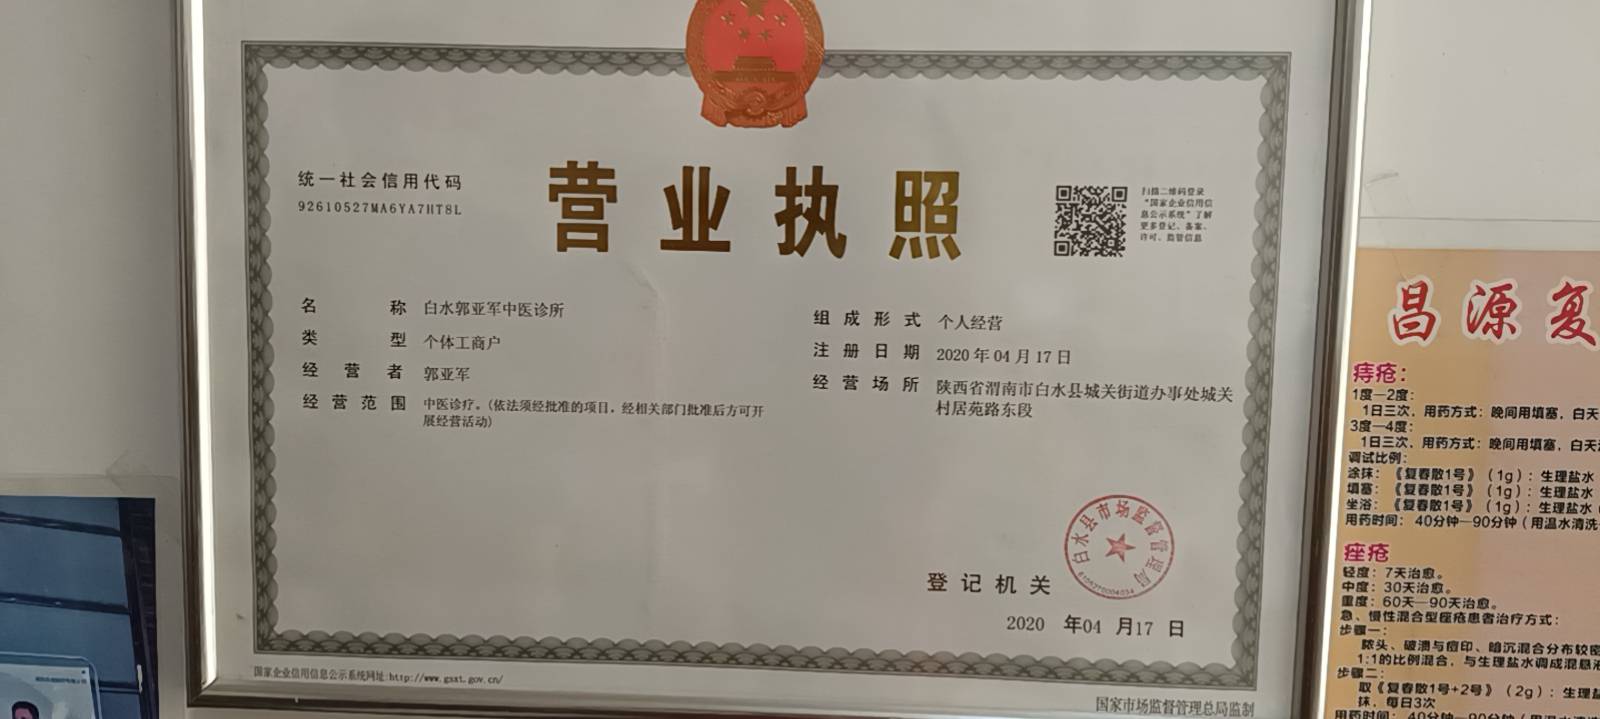 营业执照
统一社会信用代码
92610527MA6YA7HT8L
扫描二维码登录
“国家企业信用信
息公示系统”了解
更多登记、备案、
许可、监管信息
名称 白水郭亚军中医诊所
类型 个体工商户
经营者 郭亚军
经营范围 中医诊疗。(依法须经批准的项目,经相关部门批准后方可开
展经营活动)
组成形式 个人经营
注册日期 2020年04月17日
经营场所 陕西省渭南市白水县城关街道办事处城关
村居苑路东段
白水县市场监督管理局
6105270004034
登记机关
2020 年04 月17 日
国家企业信用信息公示系统网址:http://www.gsxt.gov.cn/
国家市场监督管理总局监制
昌源复
痔疮:
1度—2度:
1日三次,用药方式:晚间用填塞,白天
3度—4度:
1日三次,用药方式:晚间用填塞,白天
调试比例:
涂抹:《复春散1号》(1g):生理盐水
填塞:《复春散1号》(1g):生理盐水
坐浴:《复春散1号》(1g):生理盐水(
用药时间:40分钟—90分钟(用温水清洗
痤疮
轻度:7天治愈。
中度:30天治愈。
重度:60天—90天治愈。
急、慢性混合型痤疮患者治疗方式:
步骤一:
脓头、破溃与痘印、暗沉混合分布较密
1:1的比例混合,与生理盐水调成混悬液
步骤二:
取《复春散1号+2号》(2g):生理盐
抹,每日3次
用药时间:40分钟—90分钟(用温水清